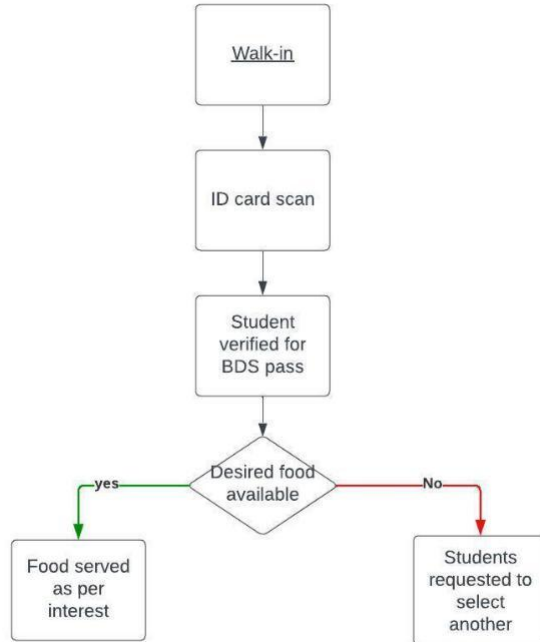 Walk-in
ID card scan
Student
verified for
BDS pass
Desired food
available
yes
No
Food served
as per
interest
Students
requested to
select
another